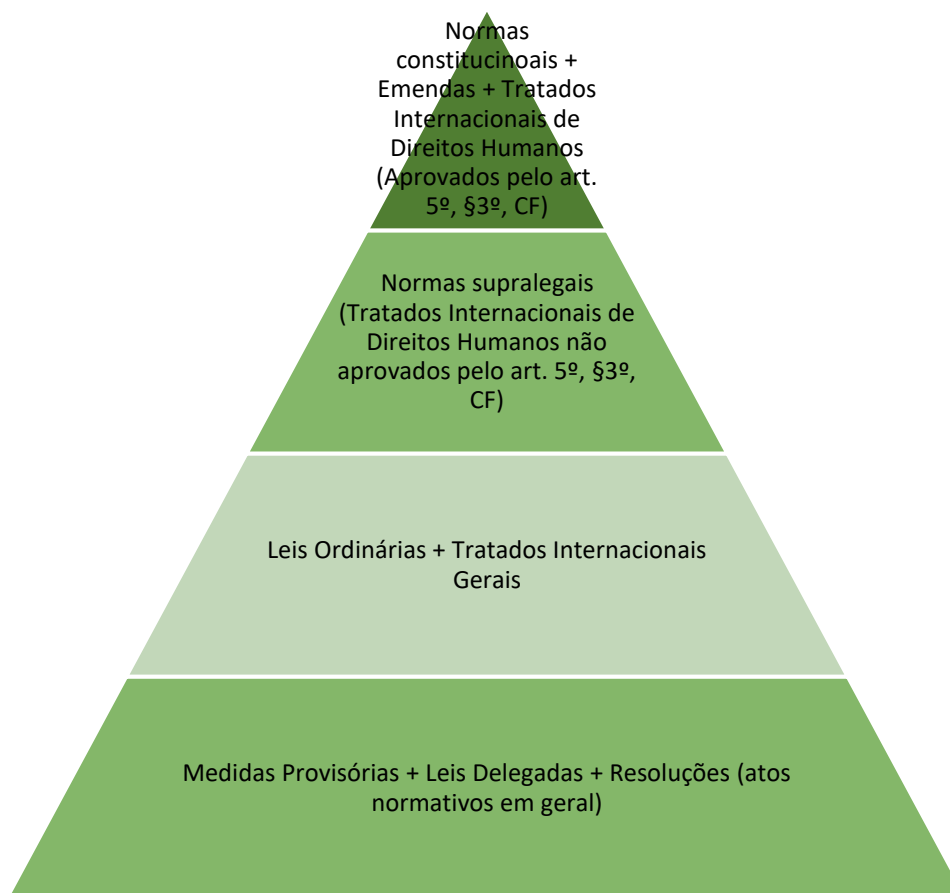 Normas
constitucinoais +
Emendas + Tratados
Internacionais de
Direitos Humanos
(Aprovados pelo art.
5º, §3º, CF)
Normas supralegais
(Tratados Internacionais de
Direitos Humanos não
aprovados pelo art. 5º, §3º,
CF)
Leis Ordinárias + Tratados Internacionais
Gerais
Medidas Provisórias + Leis Delegadas + Resoluções (atos
normativos em geral)